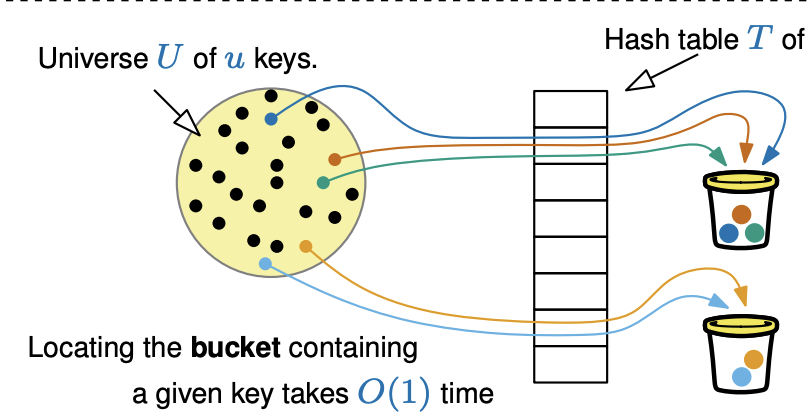 Universe U of u keys.
Hash table T of
Locating the bucket containing
a given key takes O(1) time